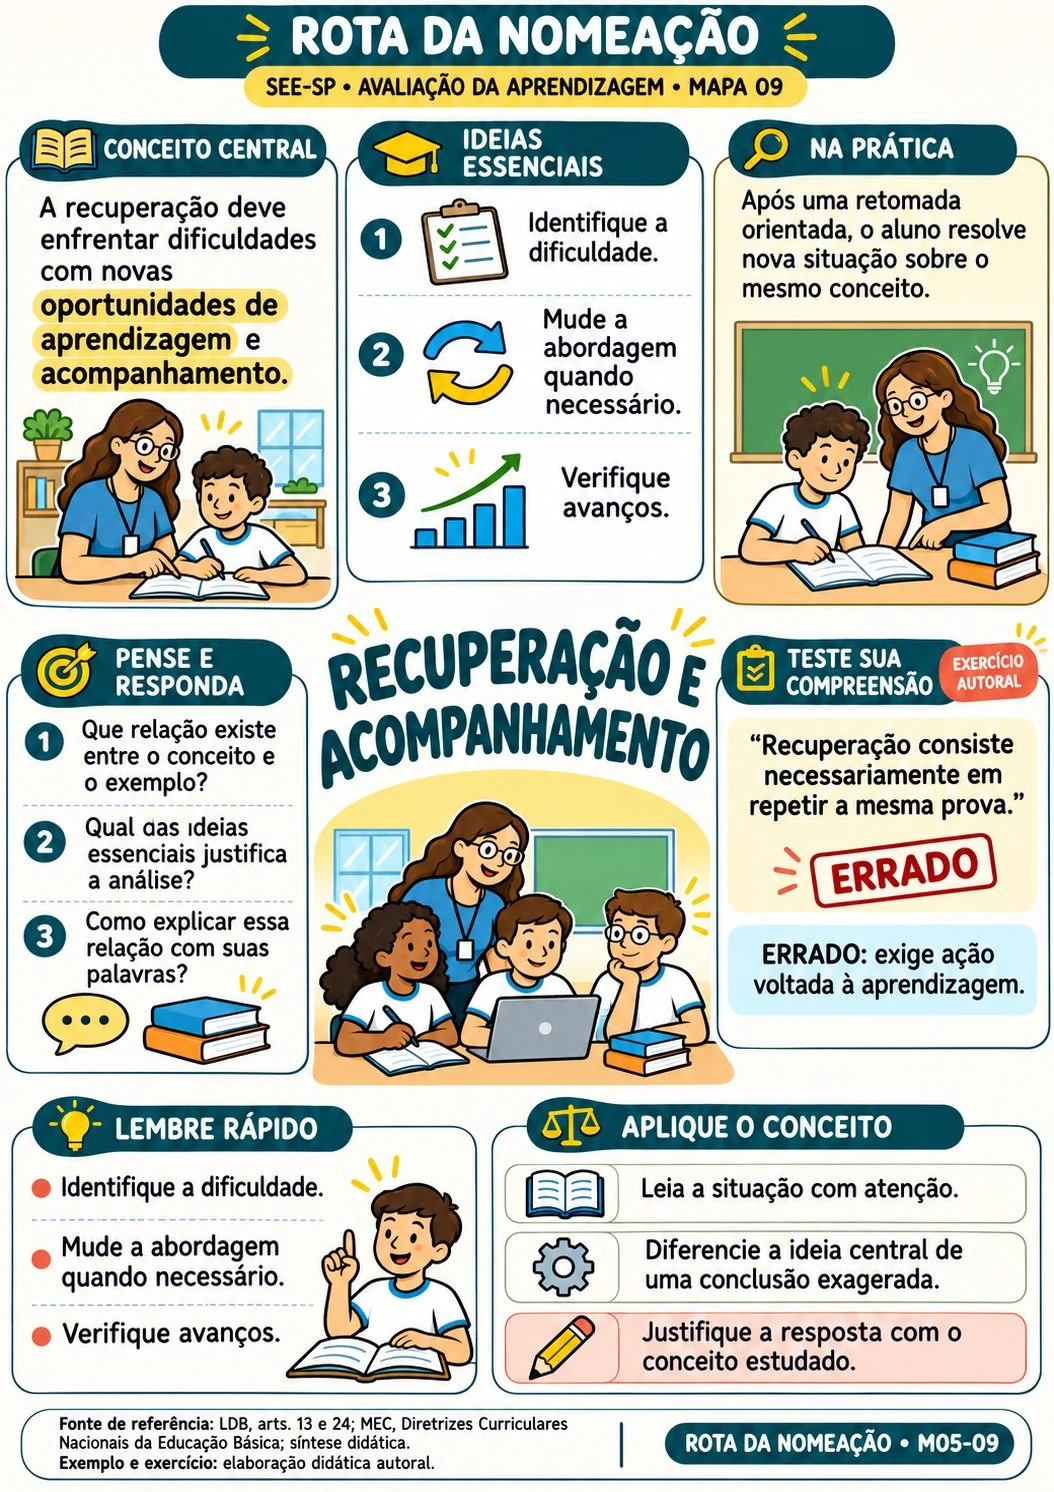 ROTA DA NOMEAÇÃO
SEE-SP • AVALIAÇÃO DA APRENDIZAGEM • MAPA 09
CONCEITO CENTRAL
A recuperação deve
enfrentar dificuldades
com novas
oportunidades de
aprendizagem e
acompanhamento.
IDEIAS
ESSENCIAIS
1
Identifique a
dificuldade.
2
Mude a
abordagem
quando
necessário.
3
Verifique
avanços.
NA PRÁTICA
Após uma retomada
orientada, o aluno resolve
nova situação sobre o
mesmo conceito.
RECUPERAÇÃO E
ACOMPANHAMENTO
PENSE E
RESPONDA
1
Que relação existe
entre o conceito e
o exemplo?
2
Qual das ideias
essenciais justifica
a análise?
3
Como explicar essa
relação com suas
palavras?
TESTE SUA
COMPREENSÃO
EXERCÍCIO
AUTORAL
“Recuperação consiste
necessariamente em
repetir a mesma prova.”
ERRADO
ERRADO: exige ação
voltada à aprendizagem.
LEMBRE RÁPIDO
Identifique a dificuldade.
Mude a abordagem
quando necessário.
Verifique avanços.
APLIQUE O CONCEITO
Leia a situação com atenção.
Diferencie a ideia central de
uma conclusão exagerada.
Justifique a resposta com o
conceito estudado.
Fonte de referência: LDB, arts. 13 e 24; MEC, Diretrizes Curriculares
Nacionais da Educação Básica; síntese didática.
Exemplo e exercício: elaboração didática autoral.
ROTA DA NOMEAÇÃO • M05-09